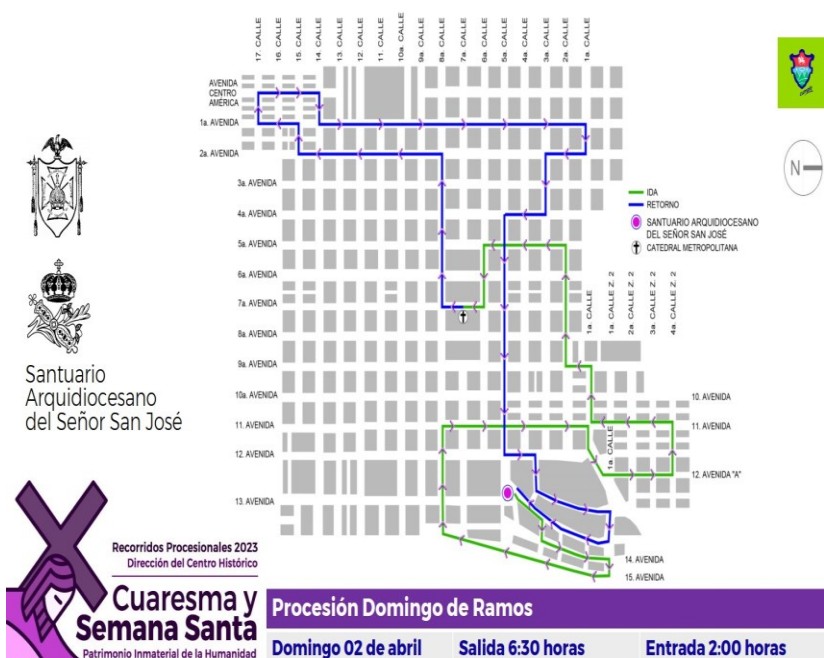 17. CALLE
16. CALLE
15. CALLE
14. CALLE
13. CALLE
12. CALLE
11. CALLE
10a. CALLE
9a. CALLE
8a. CALLE
7a. CALLE
6a. CALLE
5a. CALLE
4a. CALLE
3a. CALLE
2a. CALLE
1a. CALLE
AVENIDA
CENTRO
AMÉRICA
1a. AVENIDA
2a. AVENIDA
3a. AVENIDA
4a. AVENIDA
5a. AVENIDA
6a. AVENIDA
7a. AVENIDA
8a. AVENIDA
9a. AVENIDA
10a. AVENIDA
11. AVENIDA
12. AVENIDA
13. AVENIDA
N
IDA
RETORNO
SANTUARIO ARQUIDIOCESANO
DEL SEÑOR SAN JOSÉ
CATEDRAL METROPOLITANA
1a. CALLE
1a. CALLE Z. 2
2a. CALLE Z. 2
3a. CALLE Z. 2
4a. CALLE Z. 2
10. AVENIDA
11. AVENIDA
1a. CALLE
12. AVENIDA "A"
14. AVENIDA
15. AVENIDA
Santuario
Arquidiocesano
del Señor San José
Recorridos Procesionales 2023
Dirección del Centro Histórico
Cuaresma y
Semana Santa
Patrimonio Inmaterial de la Humanidad
Procesión Domingo de Ramos
Domingo 02 de abril
Salida 6:30 horas
Entrada 2:00 horas